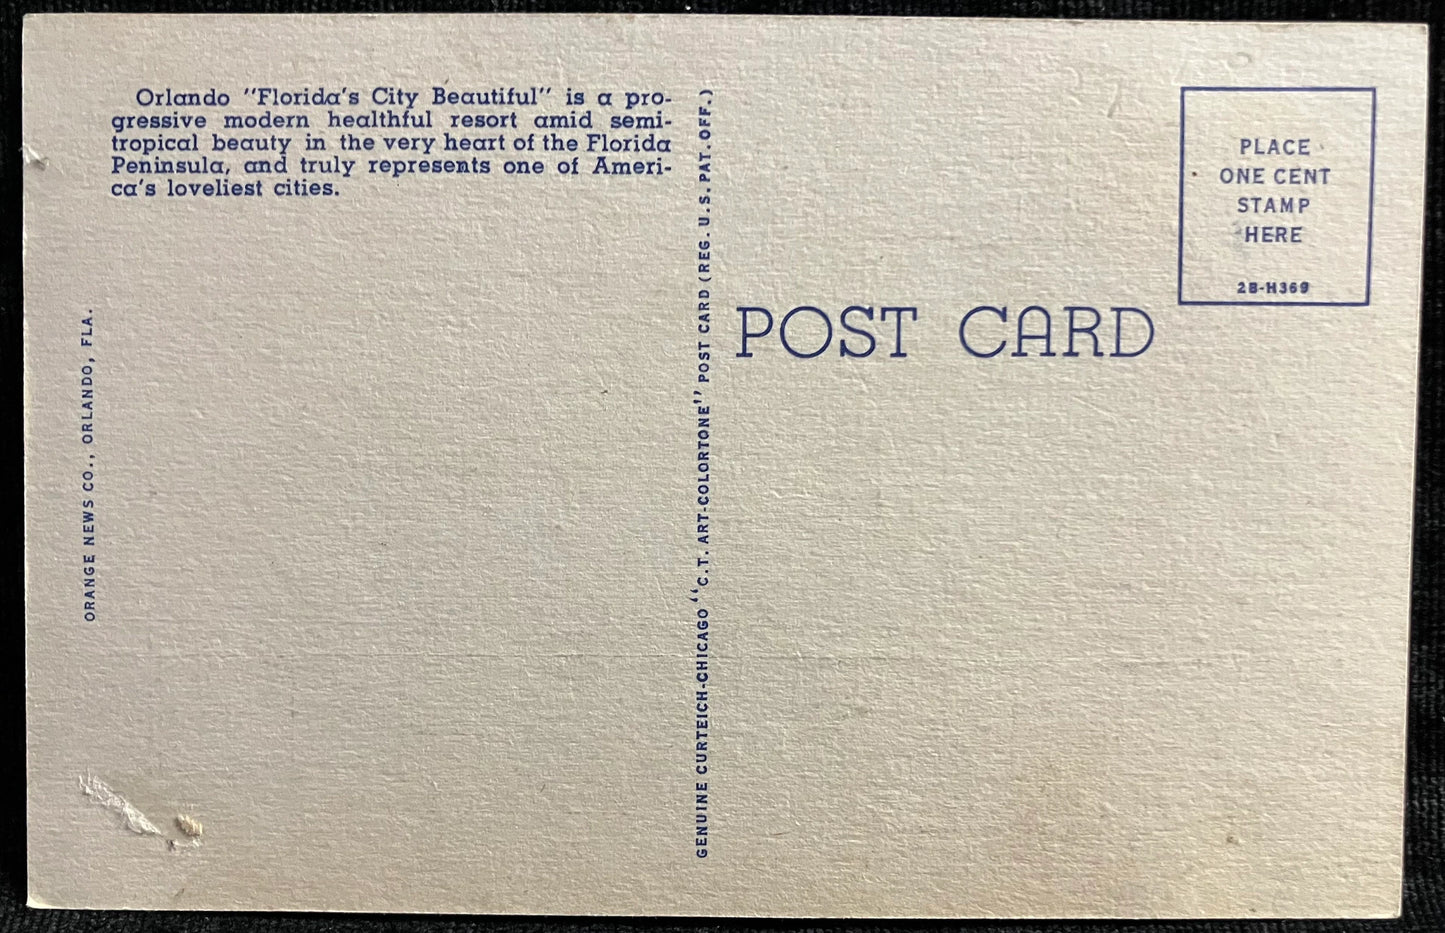 Orlando "Florida's City Beautiful" is a pro-
gressive modern healthful resort amid semi-
tropical beauty in the very heart of the Florida
Peninsula, and truly represents one of Ameri-
ca's loveliest cities.
ORANGE NEWS CO., ORLANDO, FLA.
GENUINE CURTEICH-CHICAGO "C.T. ART-COLORTONE" POST CARD (REG. U.S. PAT. OFF.)
POST CARD
PLACE
ONE CENT
STAMP
HERE
2B-H369